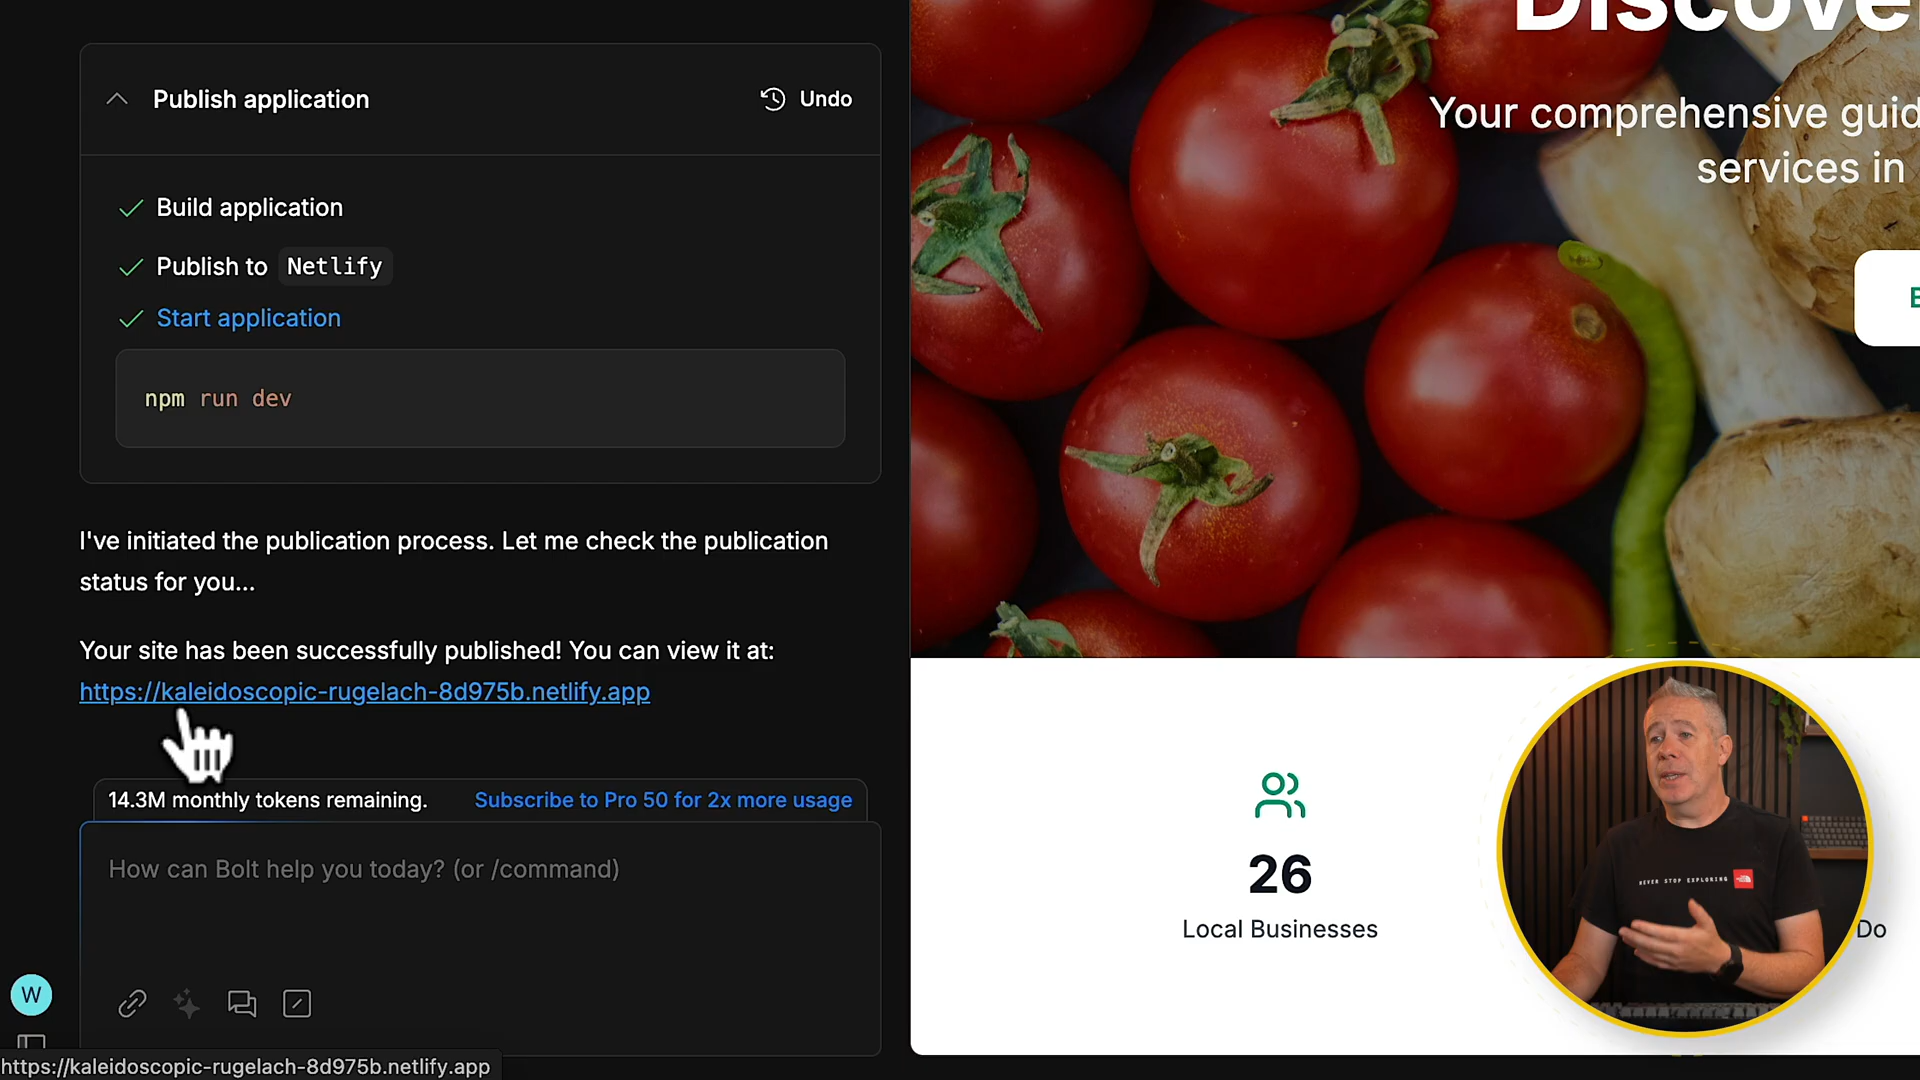 Publish application
Undo
Build application
Publish to Netlify
Start application
npm run dev
I've initiated the publication process. Let me check the publication
status for you...
Your site has been successfully published! You can view it at:
https://kaleidoscopic-rugelach-8d975b.netlify.app
14.3M monthly tokens remaining.
Subscribe to Pro 50 for 2x more usage
How can Bolt help you today? (or /command)
W
https://kaleidoscopic-rugelach-8d975b.netlify.app
Discove
Your comprehensive guid
services in
26
Local Businesses
Do
NEVER STOP EXPLORING